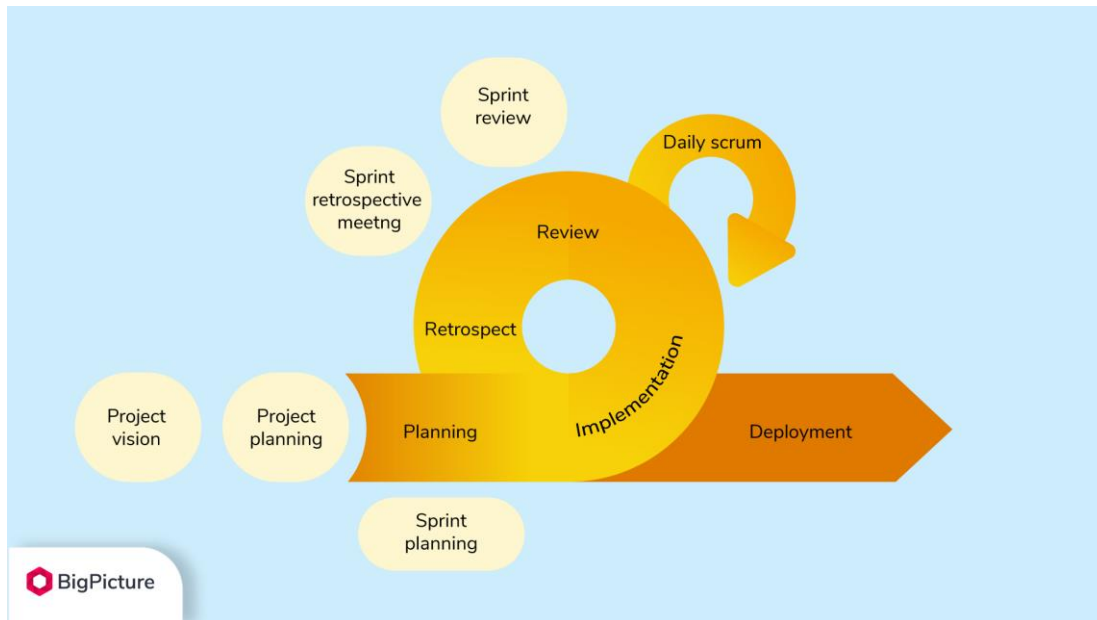 Sprint
review
Daily scrum
Sprint
retrospective
meetng
Review
Retrospect
Implementation
Project
vision
Project
planning
Planning
Deployment
Sprint
planning
BigPicture